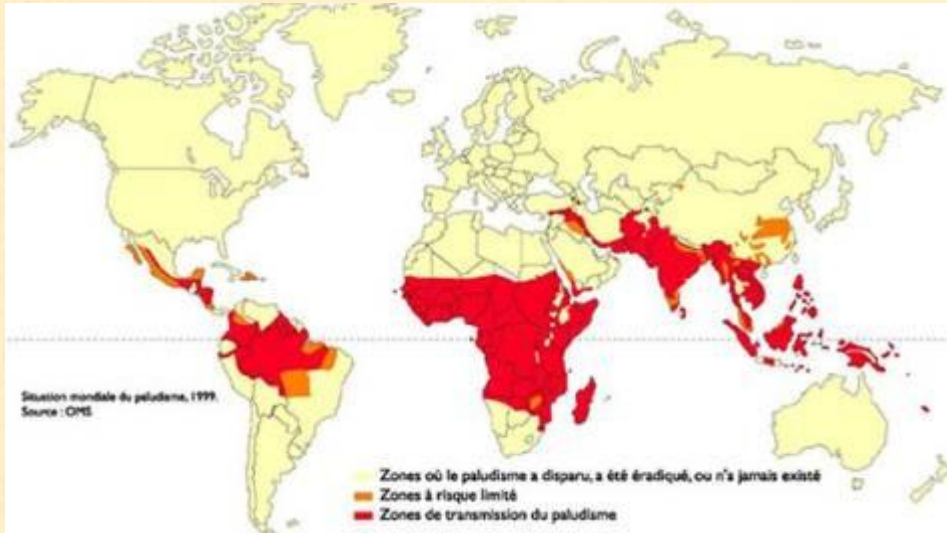 Situation mondiale du paludisme, 1999.
Source : OMS
Zones où le paludisme a disparu, a été éradiqué, ou n'a jamais existé
Zones à risque limité
Zones de transmission du paludisme